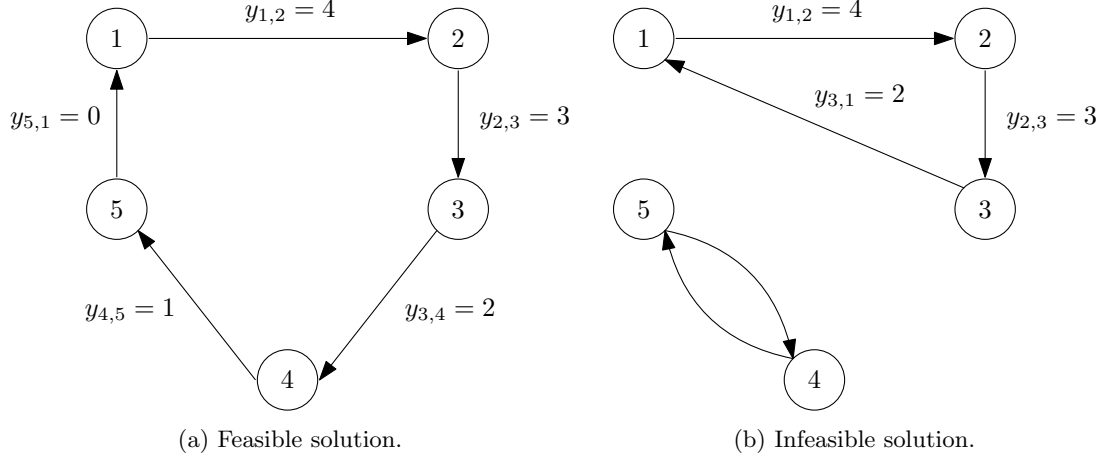 y1,2 = 4
1
2
y5,1 = 0
y2,3 = 3
5
3
y4,5 = 1
y3,4 = 2
4
(a) Feasible solution.
y1,2 = 4
1
2
y3,1 = 2
y2,3 = 3
5
3
4
(b) Infeasible solution.